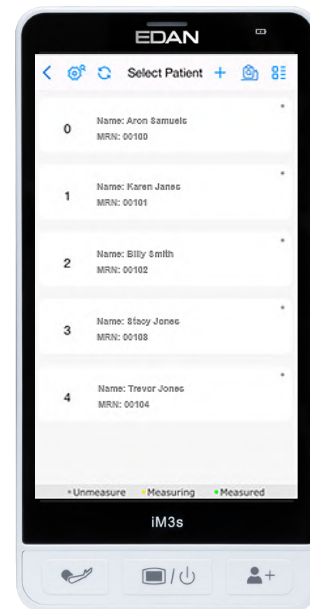 EDAN
Select Patient
0
Name: Aron Samuels
MRN: 00100
1
Name: Karen Janes
MRN: 00101
2
Name: Billy Smith
MRN: 00102
3
Name: Stacy Jones
MRN: 00103
4
Name: Trevor Jones
MRN: 00104
Unmeasure Measuring Measured
iM3s